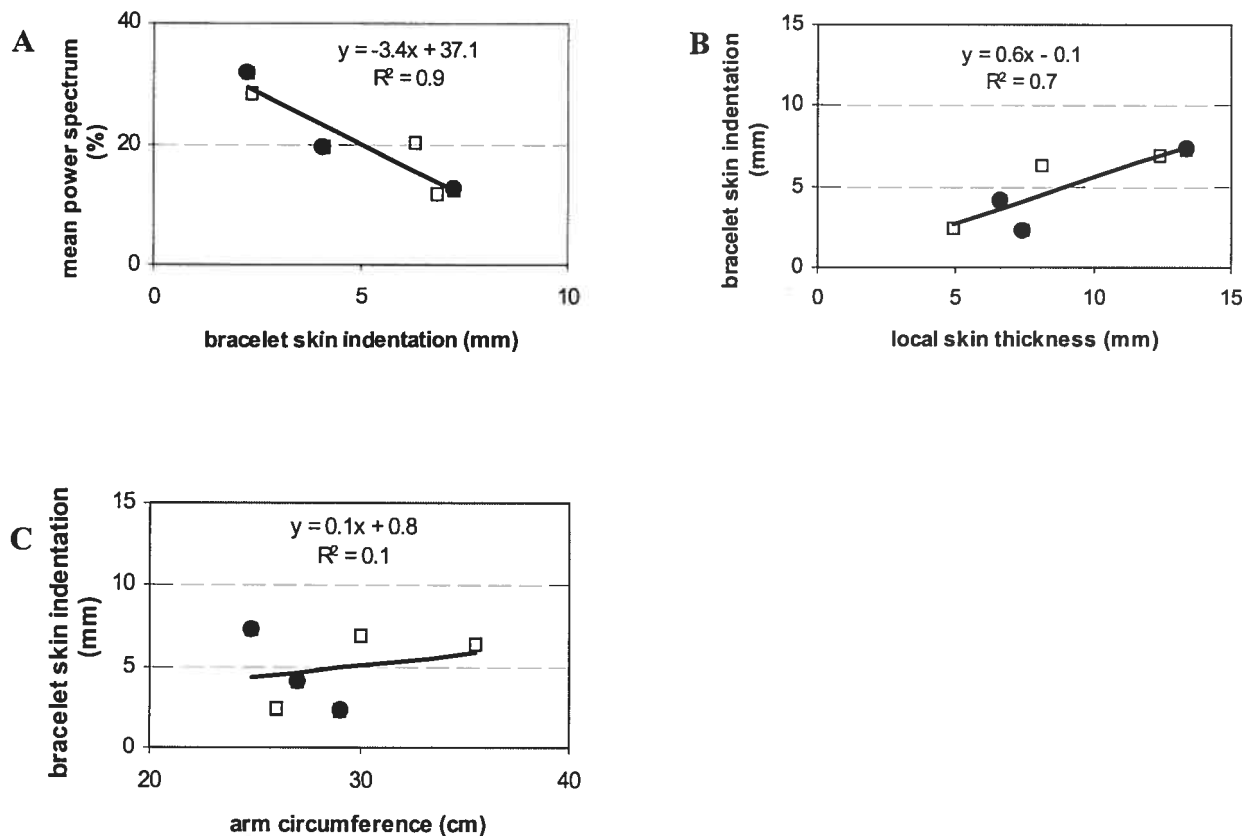 A
mean power spectrum
(%)
40
20
0
y = -3.4x + 37.1
R² = 0.9
0
5
10
bracelet skin indentation (mm)
B
bracelet skin indentation
(mm)
15
10
5
0
y = 0.6x - 0.1
R² = 0.7
0
5
10
15
local skin thickness (mm)
C
bracelet skin indentation
(mm)
15
10
5
0
y = 0.1x + 0.8
R² = 0.1
20
30
40
arm circumference (cm)